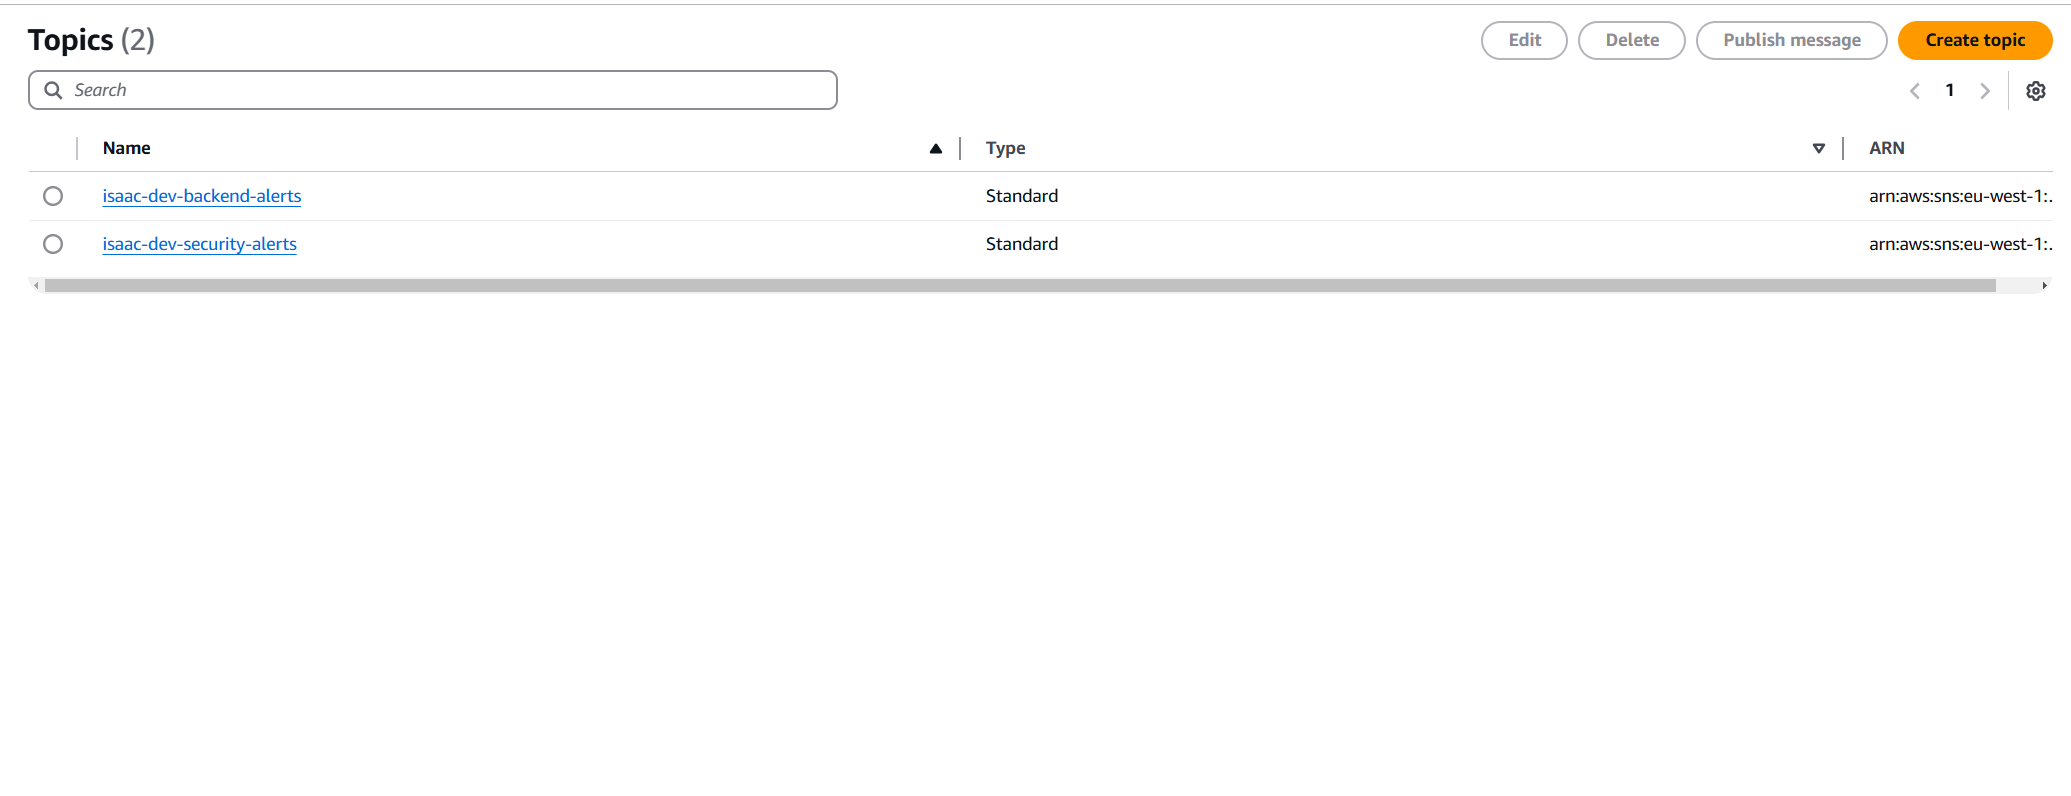 Topics (2)
Edit
Delete
Publish message
Create topic
Search
1
Name
Type
ARN
isaac-dev-backend-alerts
Standard
arn:aws:sns:eu-west-1:.
isaac-dev-security-alerts
Standard
arn:aws:sns:eu-west-1:.